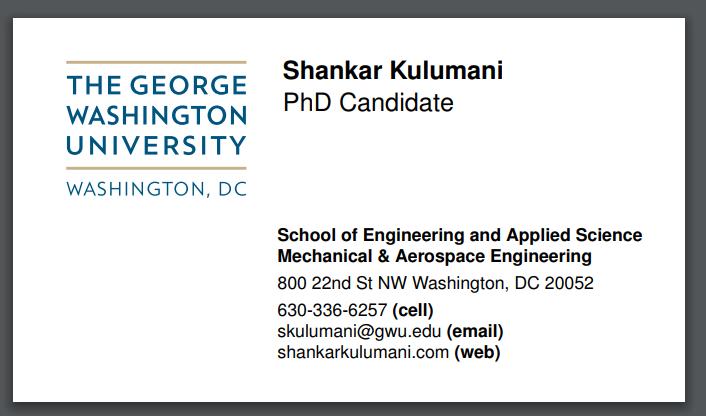 THE GEORGE
WASHINGTON
UNIVERSITY
WASHINGTON, DC
Shankar Kulumani
PhD Candidate
School of Engineering and Applied Science
Mechanical & Aerospace Engineering
800 22nd St NW Washington, DC 20052
630-336-6257 (cell)
skulumani@gwu.edu (email)
shankarkulumani.com (web)